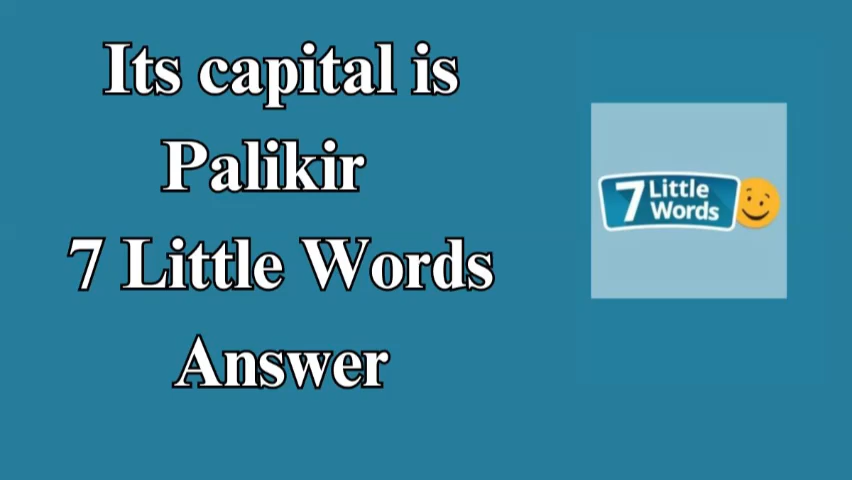 Its capital is
Palikir
7 Little Words
Answer
7 Little
Words